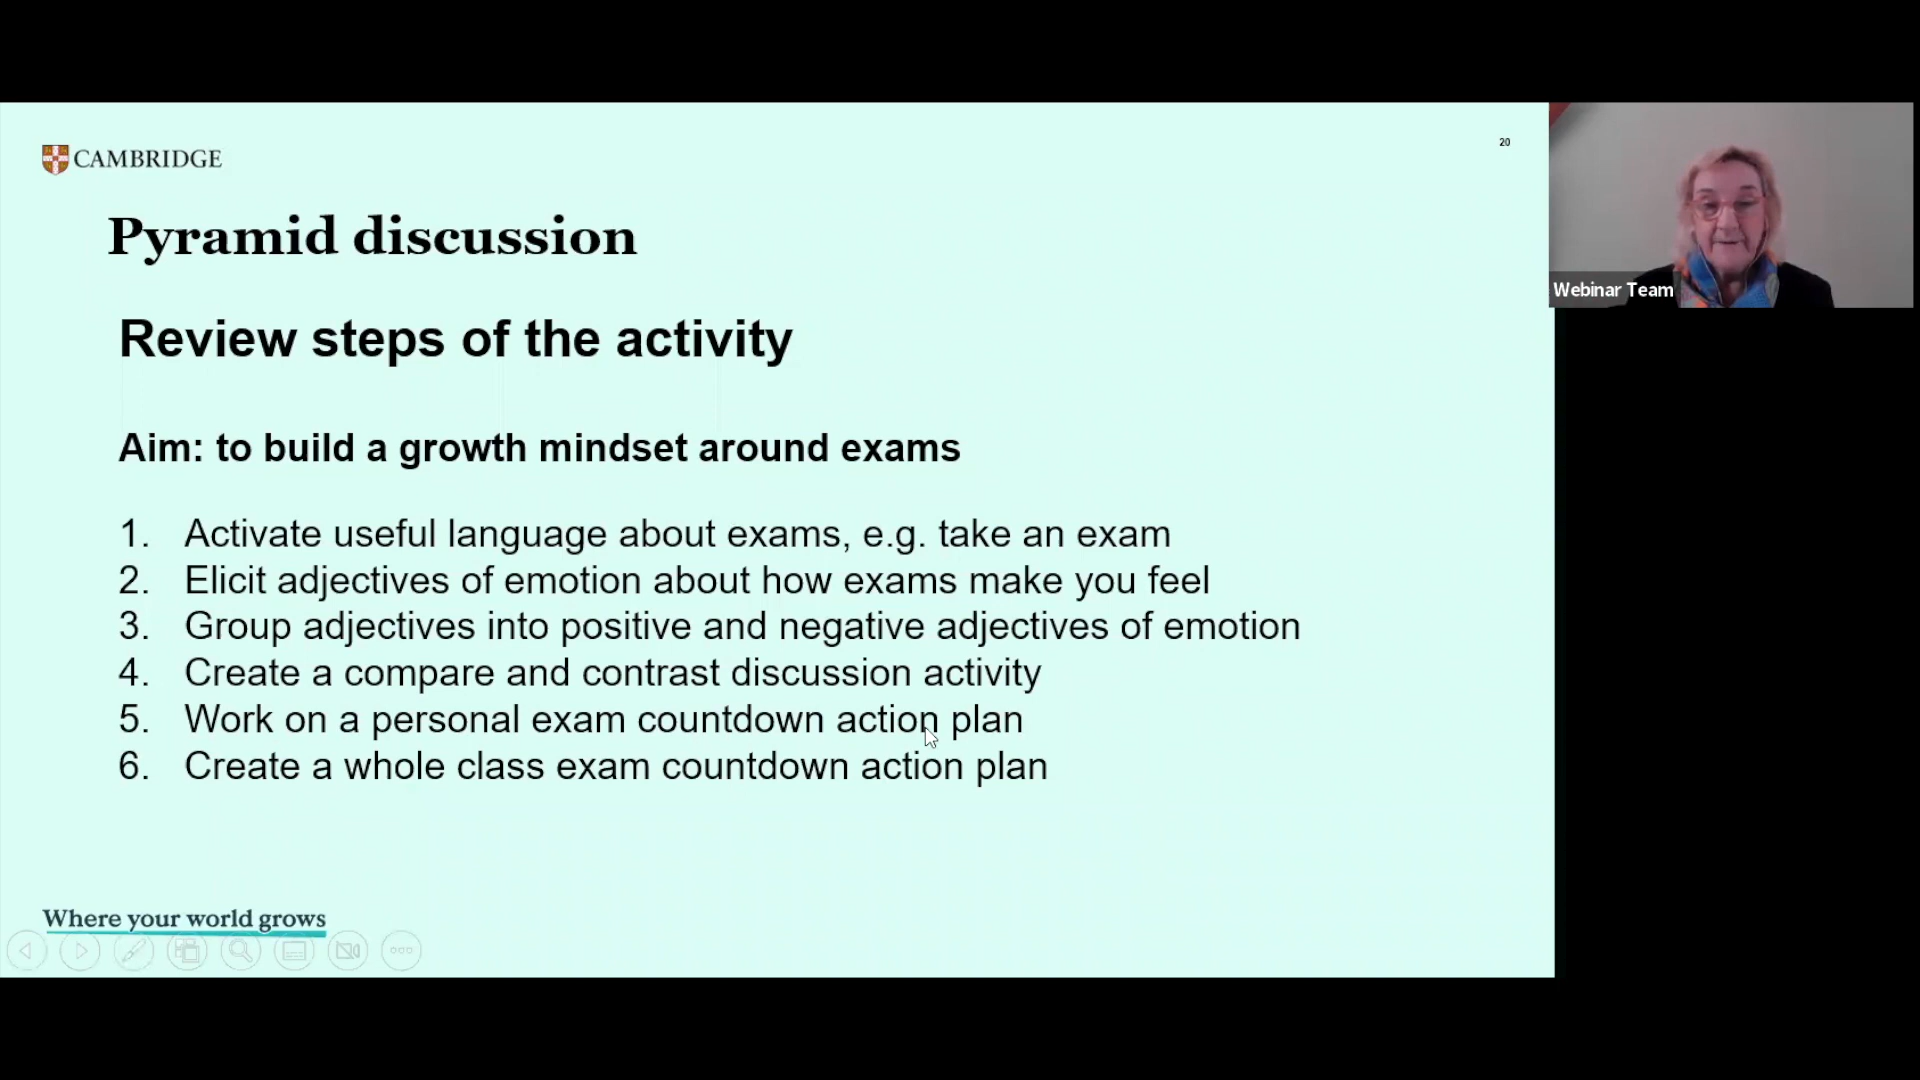 CAMBRIDGE
20
Pyramid discussion
Review steps of the activity
Aim: to build a growth mindset around exams
1. Activate useful language about exams, e.g. take an exam
2. Elicit adjectives of emotion about how exams make you feel
3. Group adjectives into positive and negative adjectives of emotion
4. Create a compare and contrast discussion activity
5. Work on a personal exam countdown action plan
6. Create a whole class exam countdown action plan
Where your world grows
Webinar Team